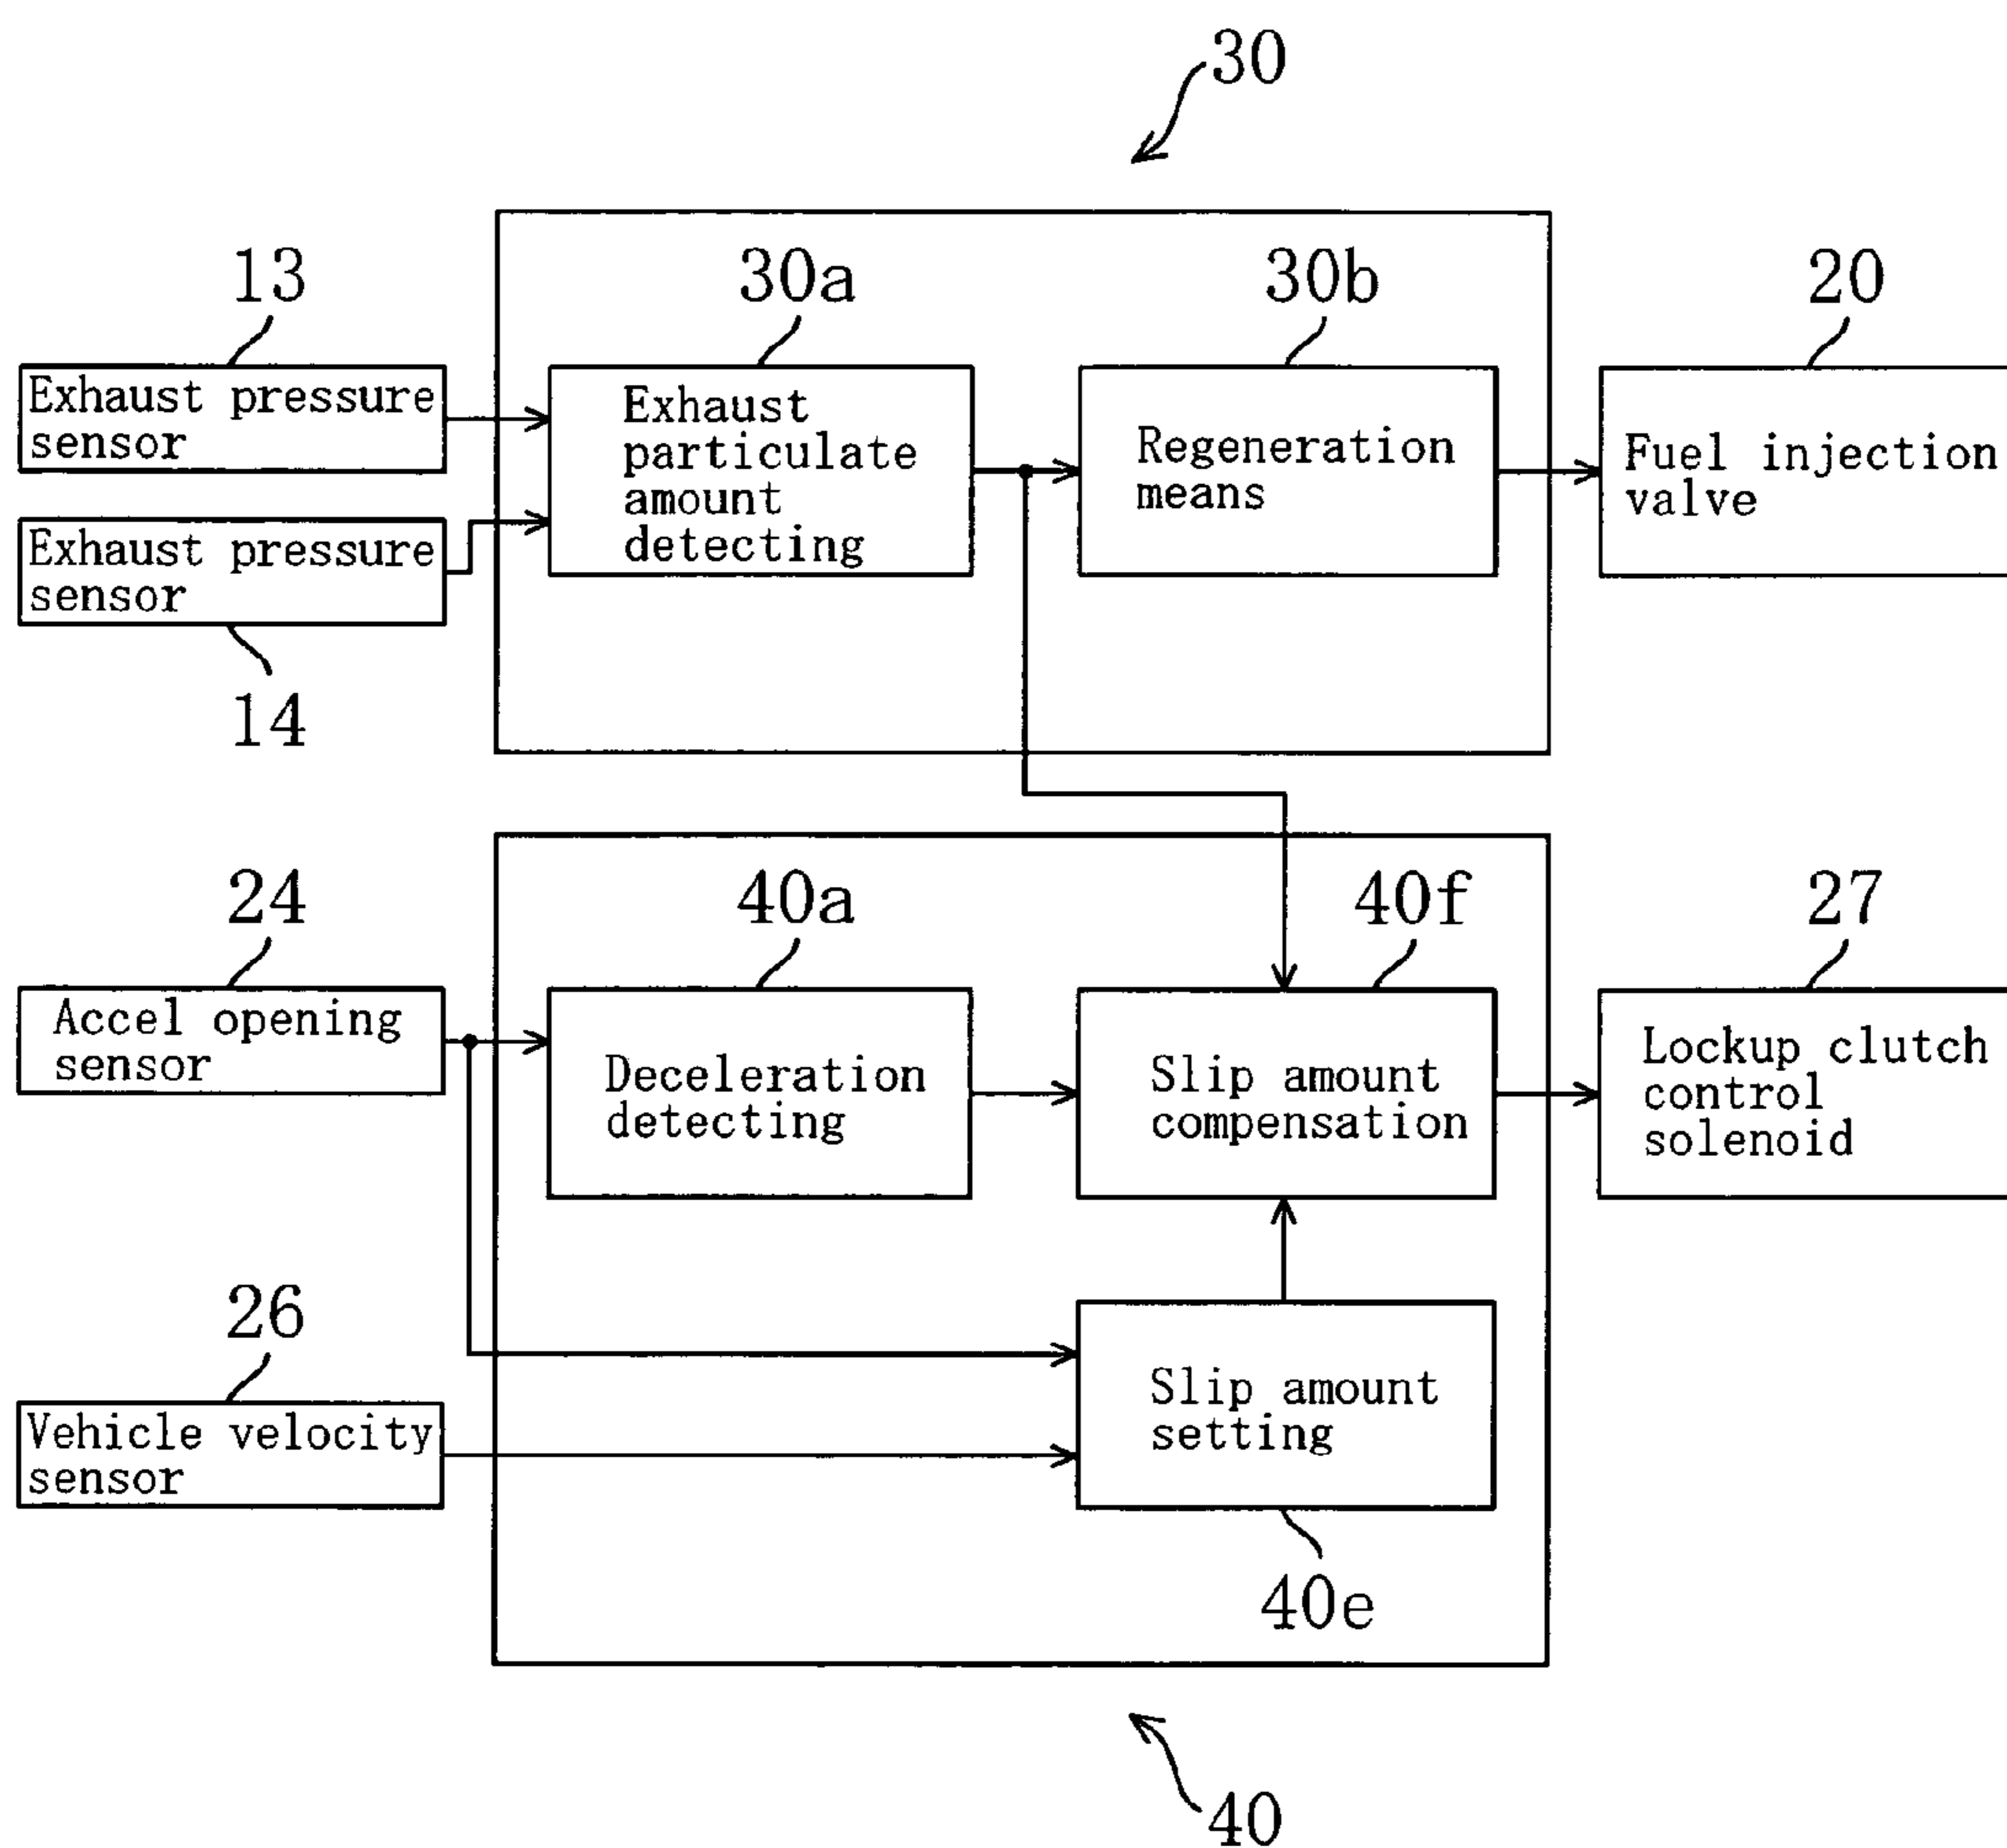 30
13
30a
30b
20
Exhaust pressure
sensor
Exhaust
particulate
amount
detecting
Regeneration
means
Fuel injection
valve
Exhaust pressure
sensor
14
24
40a
40f
27
Accel opening
sensor
Deceleration
detecting
Slip amount
compensation
Lockup clutch
control
solenoid
26
Vehicle velocity
sensor
Slip amount
setting
40e
40